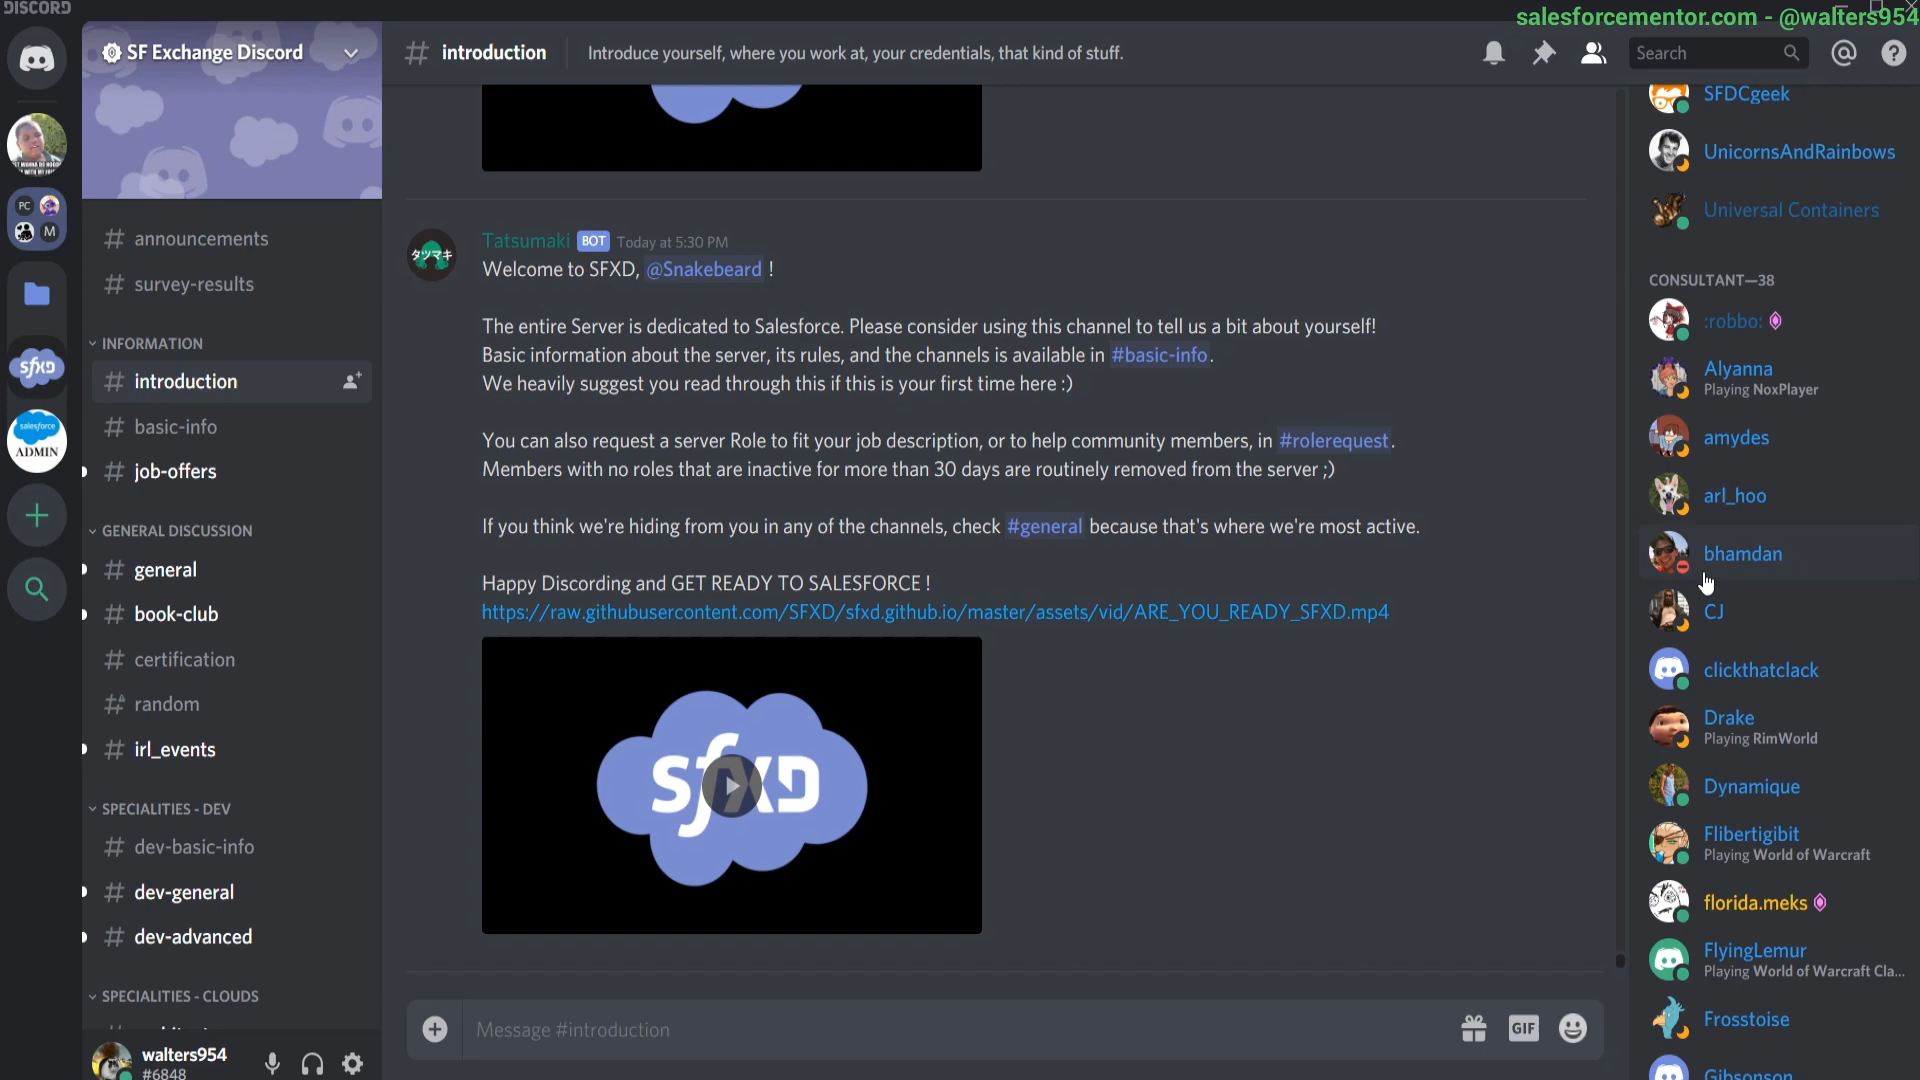 DISCORD
salesforcementor.com - @walters954
SF Exchange Discord
# introduction
Introduce yourself, where you work at, your credentials, that kind of stuff.
Search
PC
M
sfxd
salesforce
ADMIN
# announcements
# survey-results
INFORMATION
# introduction
# basic-info
# job-offers
GENERAL DISCUSSION
# general
# book-club
# certification
# random
# irl_events
SPECIALITIES - DEV
# dev-basic-info
# dev-general
# dev-advanced
SPECIALITIES - CLOUDS
walters954
#6848
タツマキ
Tatsumaki BOT Today at 5:30 PM
Welcome to SFXD, @Snakebeard !
The entire Server is dedicated to Salesforce. Please consider using this channel to tell us a bit about yourself!
Basic information about the server, its rules, and the channels is available in #basic-info.
We heavily suggest you read through this if this is your first time here :)
You can also request a server Role to fit your job description, or to help community members, in #rolerequest.
Members with no roles that are inactive for more than 30 days are routinely removed from the server ;)
If you think we're hiding from you in any of the channels, check #general because that's where we're most active.
Happy Discording and GET READY TO SALESFORCE !
https://raw.githubusercontent.com/SFXD/sfxd.github.io/master/assets/vid/ARE_YOU_READY_SFXD.mp4
sfXD
Message #introduction
GIF
SFDCgeek
UnicornsAndRainbows
Universal Containers
CONSULTANT—38
:robbo:
Alyanna
Playing NoxPlayer
amydes
arl_hoo
bhamdan
CJ
clickthatclack
Drake
Playing RimWorld
Dynamique
Flibertigibit
Playing World of Warcraft
florida.meks
FlyingLemur
Playing World of Warcraft Cla...
Frosstoise
Gibsonson